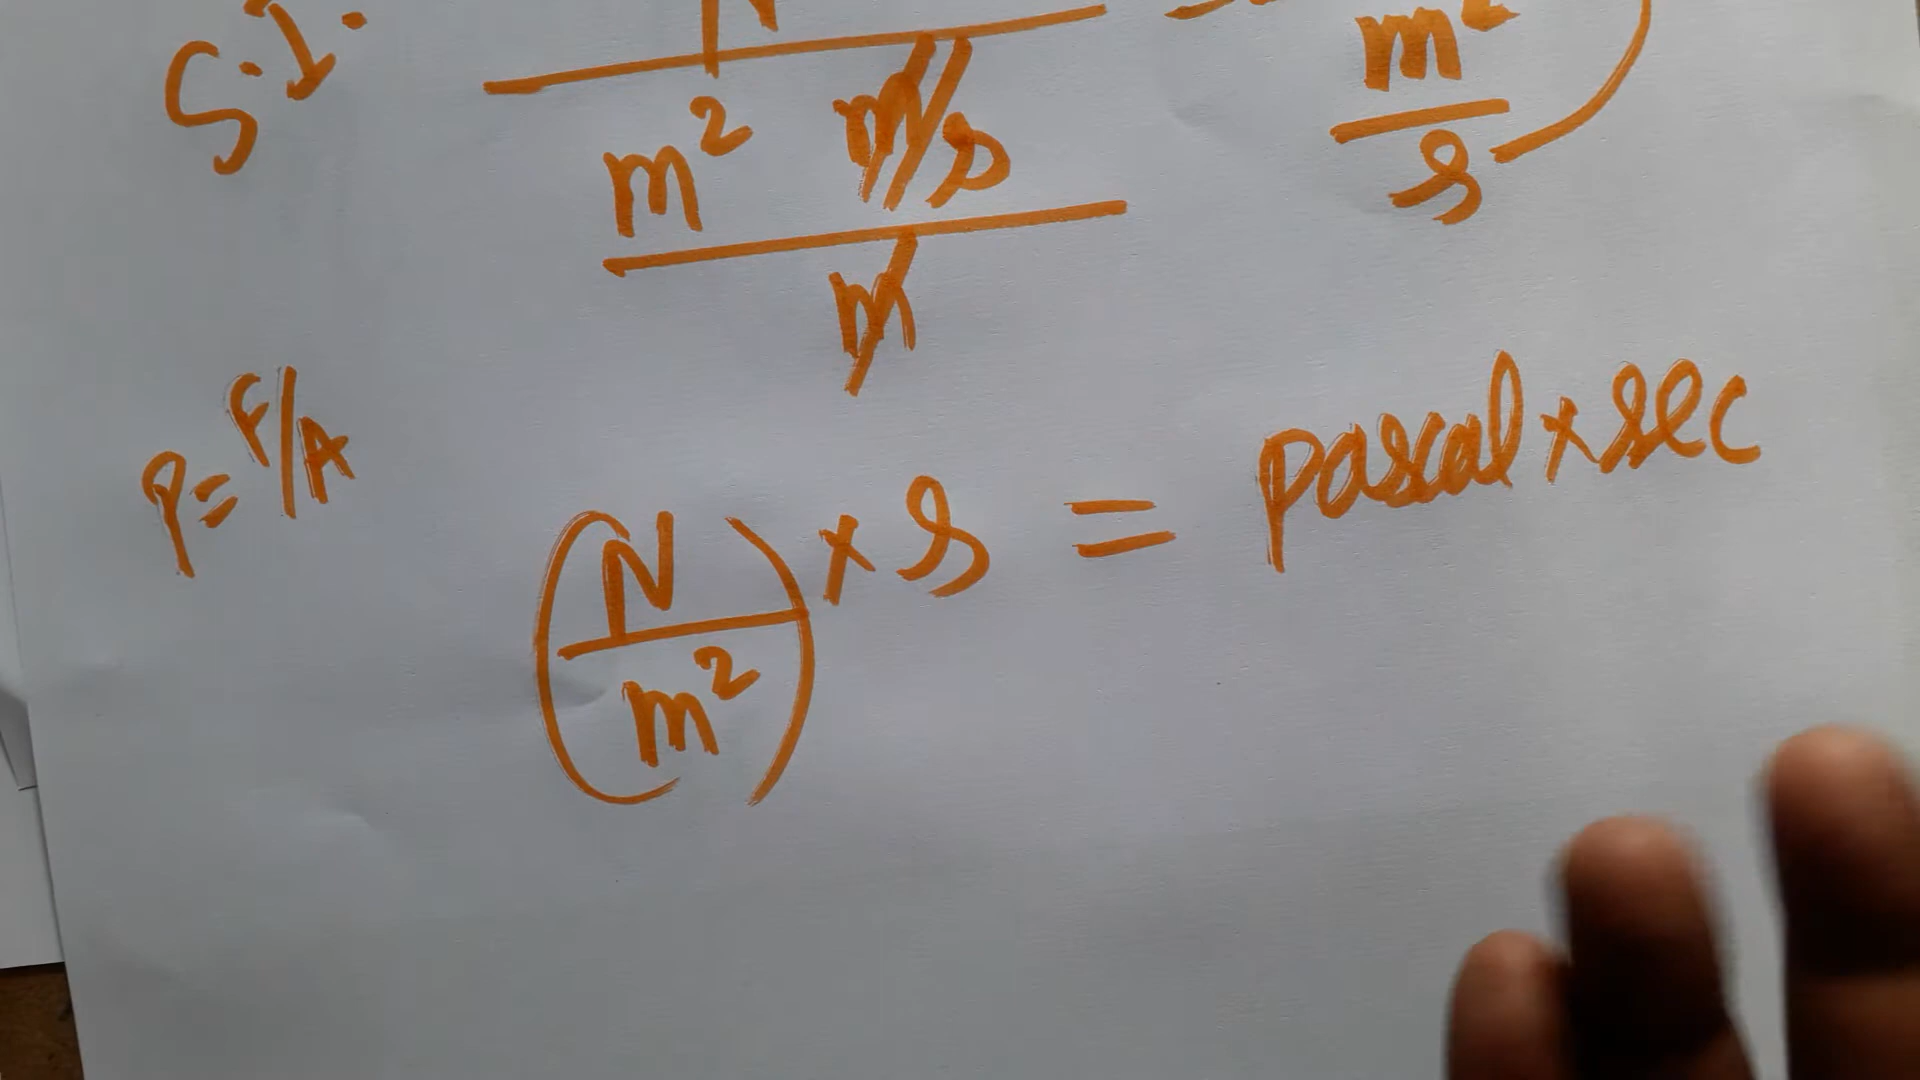 S.I. N
m² m/s
m
m²
s
P = F/A
(N/m²) × s = pascal × sec